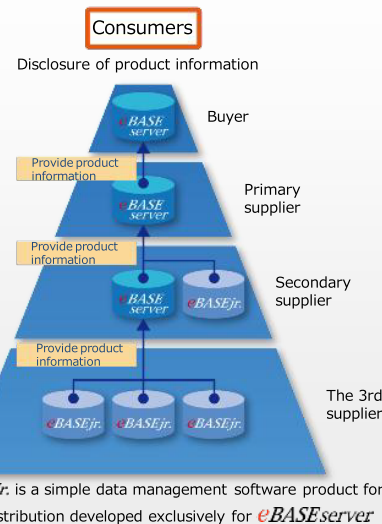 Consumers
Disclosure of product information
eBASE
server
Buyer
Provide product
information
eBASE
server
Primary
supplier
Provide product
information
eBASE
server
eBASEjr.
Secondary
supplier
Provide product
information
eBASEjr.
eBASEjr.
eBASEjr.
The 3rd
supplier
r. is a simple data management software product for
stribution developed exclusively for eBASEserver